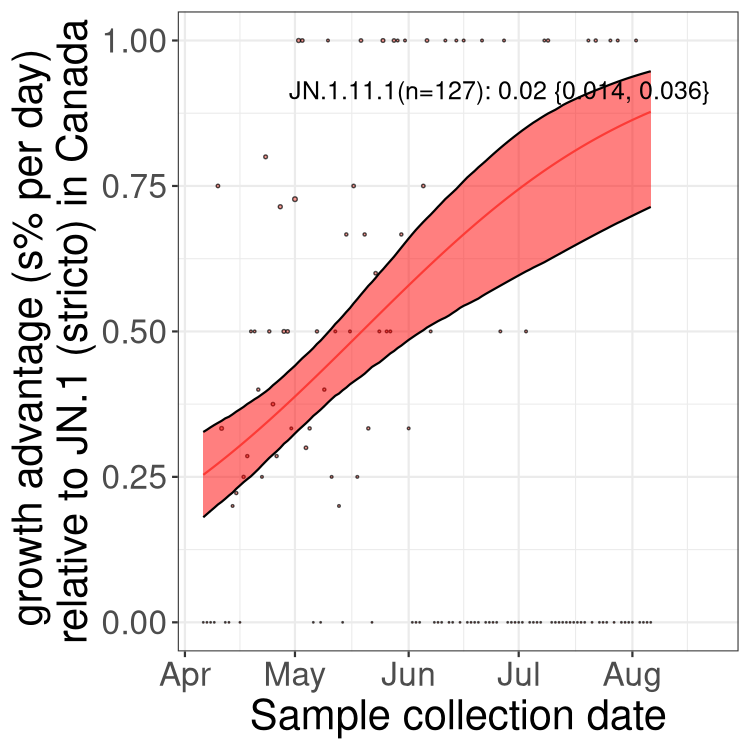 growth advantage (s% per day)
relative to JN.1 (stricto) in Canada
1.00
0.75
0.50
0.25
0.00
JN.1.11.1(n=127): 0.02 {0.014, 0.036}
Apr May Jun Jul Aug
Sample collection date